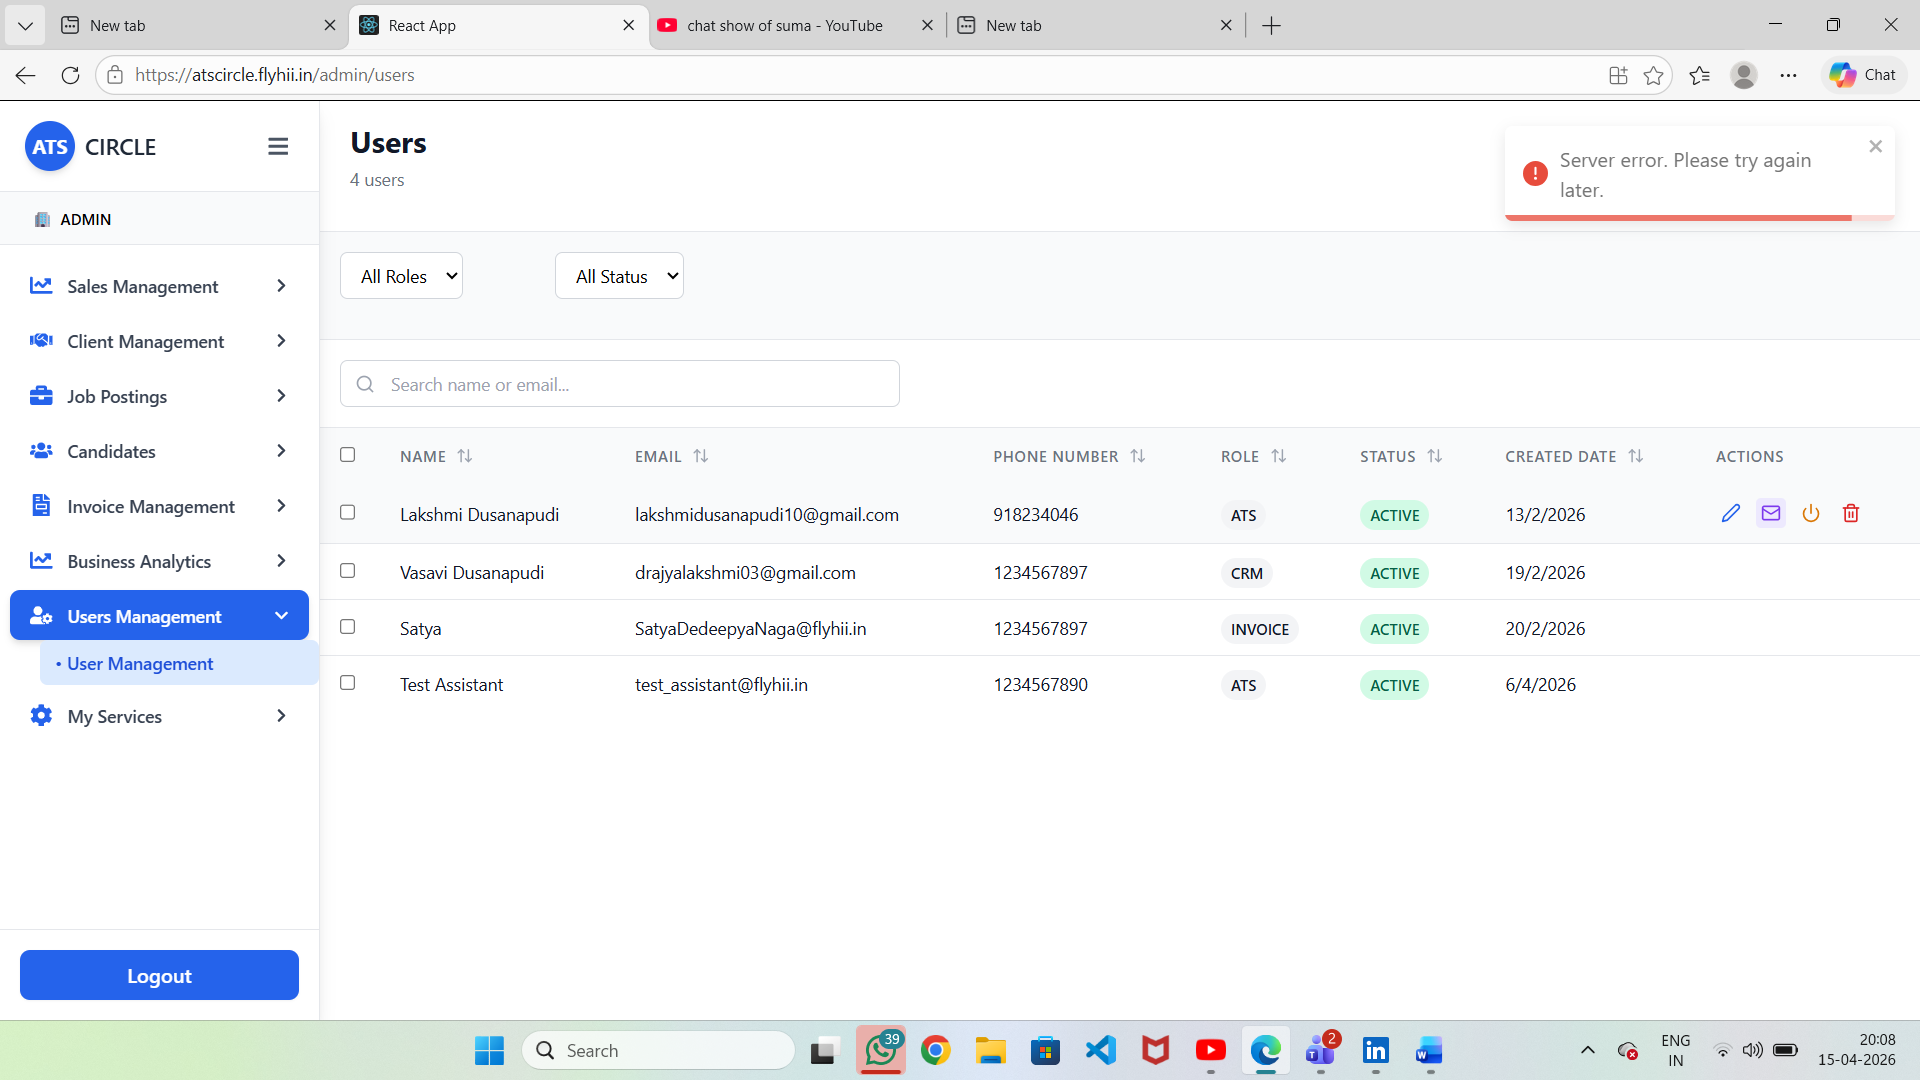 New tab
React App
chat show of suma - YouTube
New tab
https://atscircle.flyhii.in/admin/users
Chat
ATS CIRCLE
ADMIN
Sales Management
Client Management
Job Postings
Candidates
Invoice Management
Business Analytics
Users Management
• User Management
My Services
Logout
Users
4 users
Server error. Please try again
later.
All Roles
All Status
Search name or email...
NAME EMAIL PHONE NUMBER ROLE STATUS CREATED DATE ACTIONS
Lakshmi Dusanapudi lakshmidusanapudi10@gmail.com 918234046 ATS ACTIVE 13/2/2026
Vasavi Dusanapudi drajyalakshmi03@gmail.com 1234567897 CRM ACTIVE 19/2/2026
Satya SatyaDedeepyaNaga@flyhii.in 1234567897 INVOICE ACTIVE 20/2/2026
Test Assistant test_assistant@flyhii.in 1234567890 ATS ACTIVE 6/4/2026
Search
39
2
ENG
IN
20:08
15-04-2026